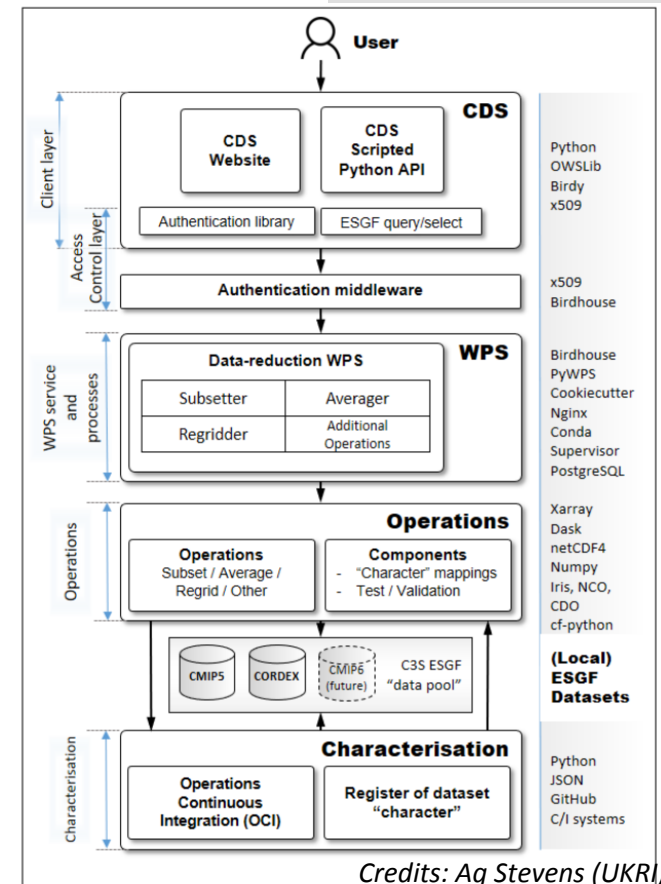 User
CDS
CDS
Website
CDS
Scripted
Python API
Authentication library
ESGF query/select
Client layer
Access
Control layer
Python
OWSLib
Birdy
x509
Authentication middleware
x509
Birdhouse
WPS
Data-reduction WPS
Subsetter
Averager
Regridder
Additional
Operations
WPS service
and
processes
Birdhouse
PyWPS
Cookiecutter
Nginx
Conda
Supervisor
PostgreSQL
Operations
Operations
Subset / Average /
Regrid / Other
Components
- "Character" mappings
- Test / Validation
Operations
Xarray
Dask
netCDF4
Numpy
Iris, NCO,
CDO
cf-python
CMIP5
CORDEX
CMIP6
(future)
C3S ESGF
"data pool"
(Local)
ESGF
Datasets
Characterisation
Operations
Continuous
Integration (OCI)
Register of dataset
"character"
Characterisation
Python
JSON
GitHub
C/I systems
Credits: Ag Stevens (UKRI)